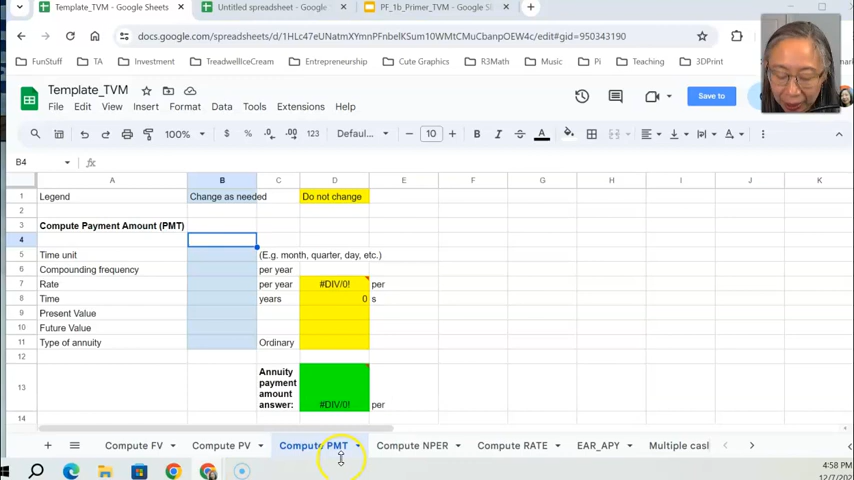 Template_TVM - Google Sheets
Untitled spreadsheet - Google S
PF_1b_Primer_TVM - Google S
docs.google.com/spreadsheets/d/1HLc47eUNatmXYmnPFnbelKSum10WMtCMuCbanpOEW4c/edit#gid=950343190
FunStuff TA Investment TreadwellIceCream Entrepreneurship Cute Graphics R3Math Music Pi Teaching 3DPrint
Template_TVM
File Edit View Insert Format Data Tools Extensions Help
Save to
100% $ % .0 .00 123 Defaul... 10 B I A
B4 fx
A B C D E F G H I J K
1 Legend Change as needed Do not change
2
3 Compute Payment Amount (PMT)
4
5 Time unit (E.g. month, quarter, day, etc.)
6 Compounding frequency per year
7 Rate per year #DIV/0! per
8 Time years 0 s
9 Present Value
10 Future Value
11 Type of annuity Ordinary
12
13 Annuity payment amount answer: #DIV/0! per
14
Compute FV Compute PV Compute PMT Compute NPER Compute RATE EAR_APY Multiple cas
4:58 PM
12/7/202